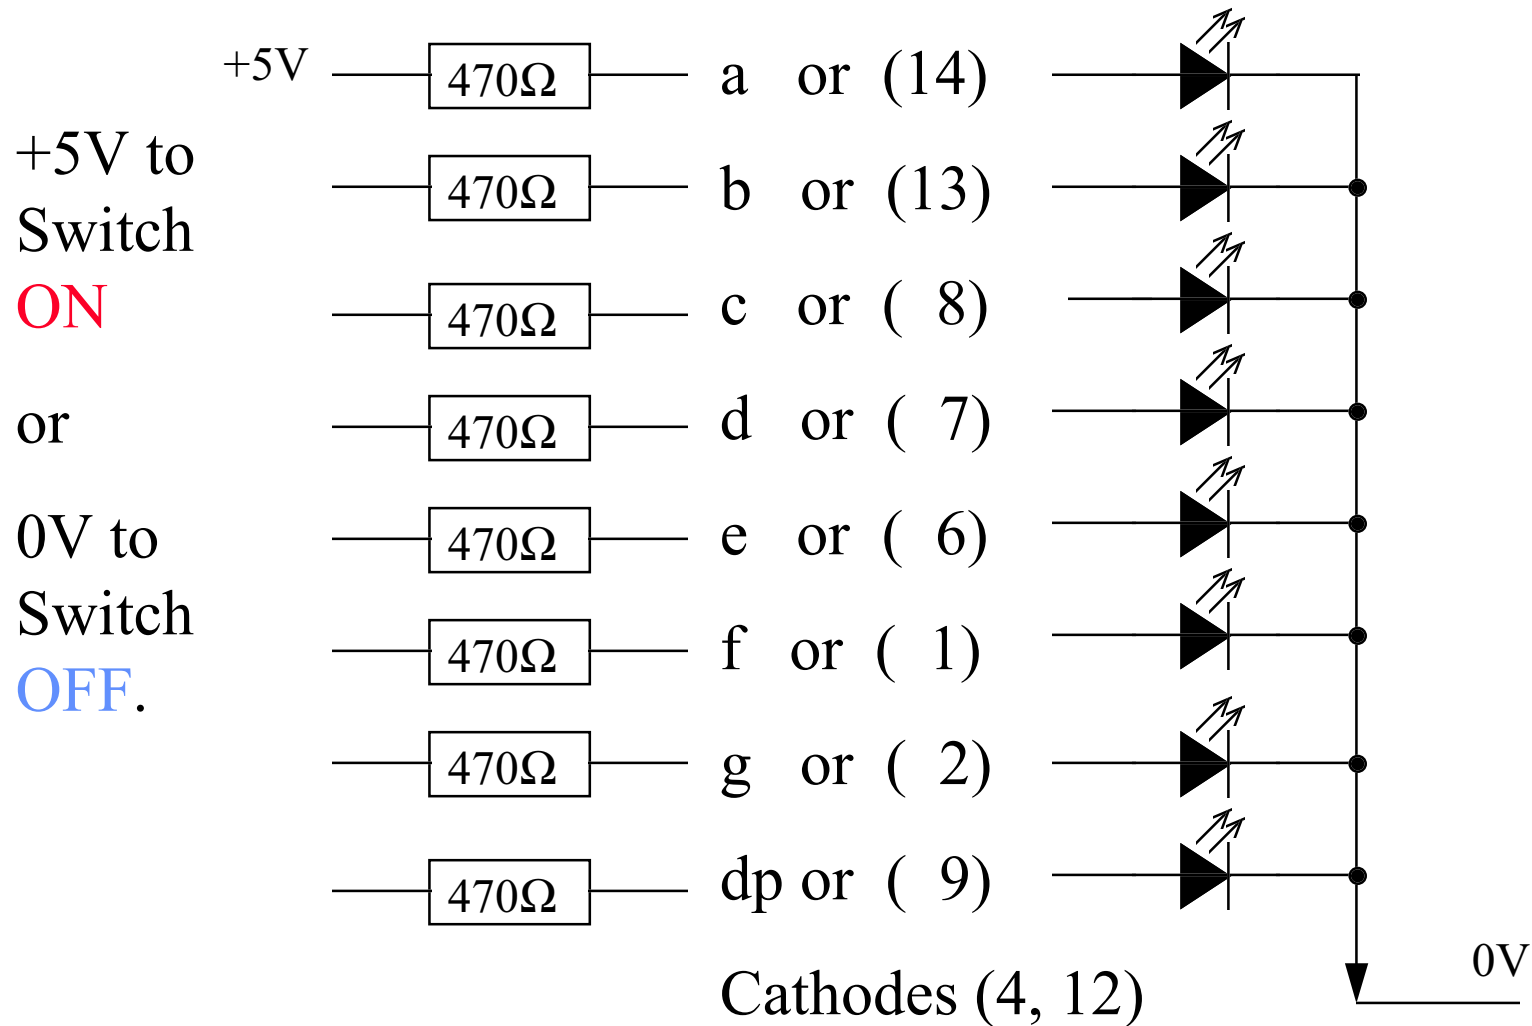 +5V 470Ω a or (14)
+5V to
470Ω b or (13)
Switch
ON 470Ω c or ( 8)
or 470Ω d or ( 7)
0V to 470Ω e or ( 6)
Switch
470Ω f or ( 1)
OFF.
470Ω g or ( 2)
470Ω dp or ( 9)
0V
Cathodes (4, 12)